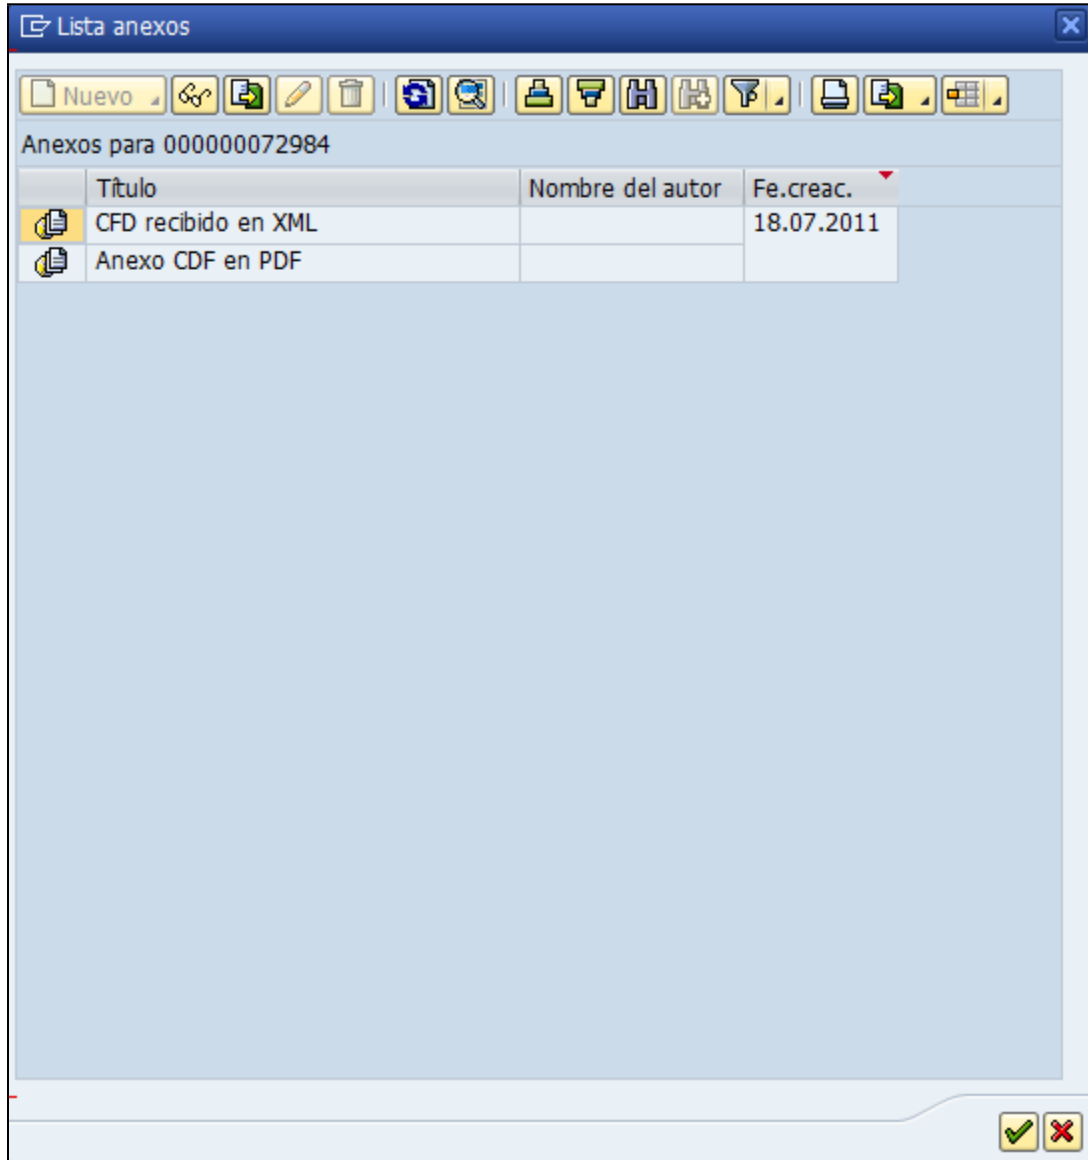 Lista anexos
Nuevo
Anexos para 000000072984
Título Nombre del autor Fe.creac.
CFD recibido en XML 18.07.2011
Anexo CDF en PDF